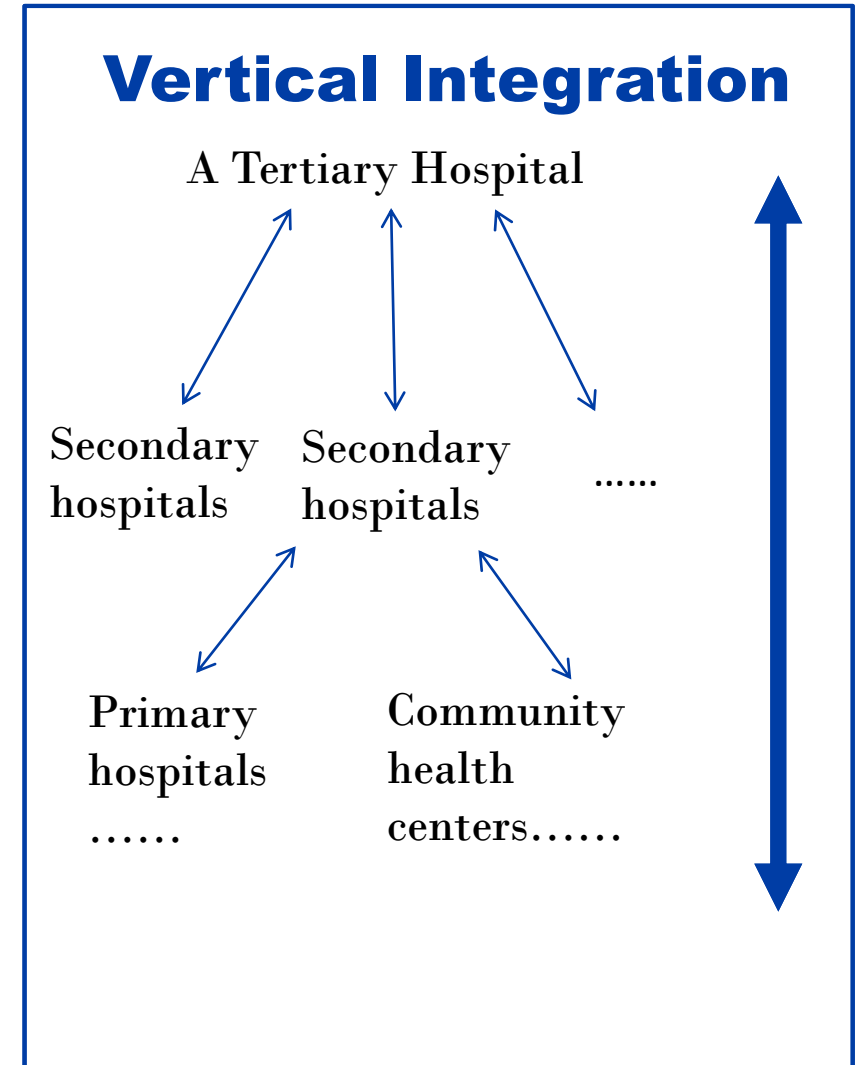 Vertical Integration
A Tertiary Hospital
Secondary
hospitals
Secondary
hospitals
......
Primary
hospitals
......
Community
health
centers......